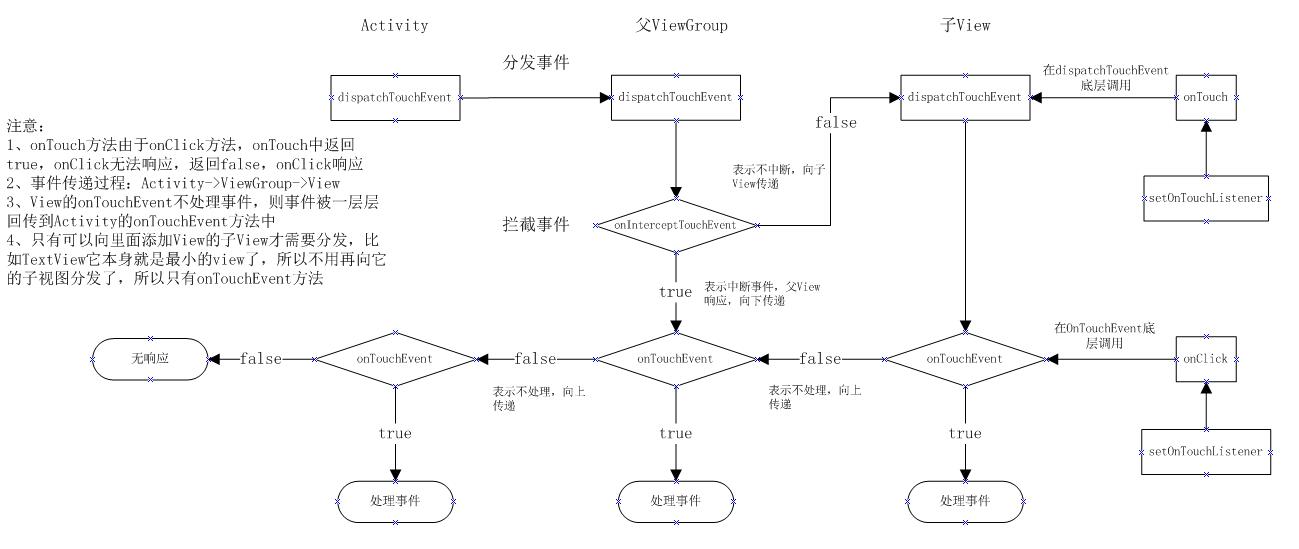 Activity
父ViewGroup
子View
分发事件
dispatchTouchEvent
dispatchTouchEvent
dispatchTouchEvent
在dispatchTouchEvent
底层调用
onTouch
false
注意：
1、onTouch方法由于onClick方法，onTouch中返回
true，onClick无法响应，返回false，onClick响应
2、事件传递过程：Activity->ViewGroup->View
3、View的onTouchEvent不处理事件，则事件被一层层
回传到Activity的onTouchEvent方法中
4、只有可以向里面添加View的子View才需要分发，比
如TextView它本身就是最小的view了，所以不用再向它
的子视图分发了，所以只有onTouchEvent方法
表示不中断，向子
View传递
setOnTouchListener
拦截事件
onInterceptTouchEvent
true
表示中断事件，父View
响应，向下传递
在OnTouchEvent底
层调用
无响应
false
onTouchEvent
false
onTouchEvent
false
onTouchEvent
onClick
表示不处理，向上
传递
表示不处理，向上
传递
true
true
true
setOnTouchListener
处理事件
处理事件
处理事件